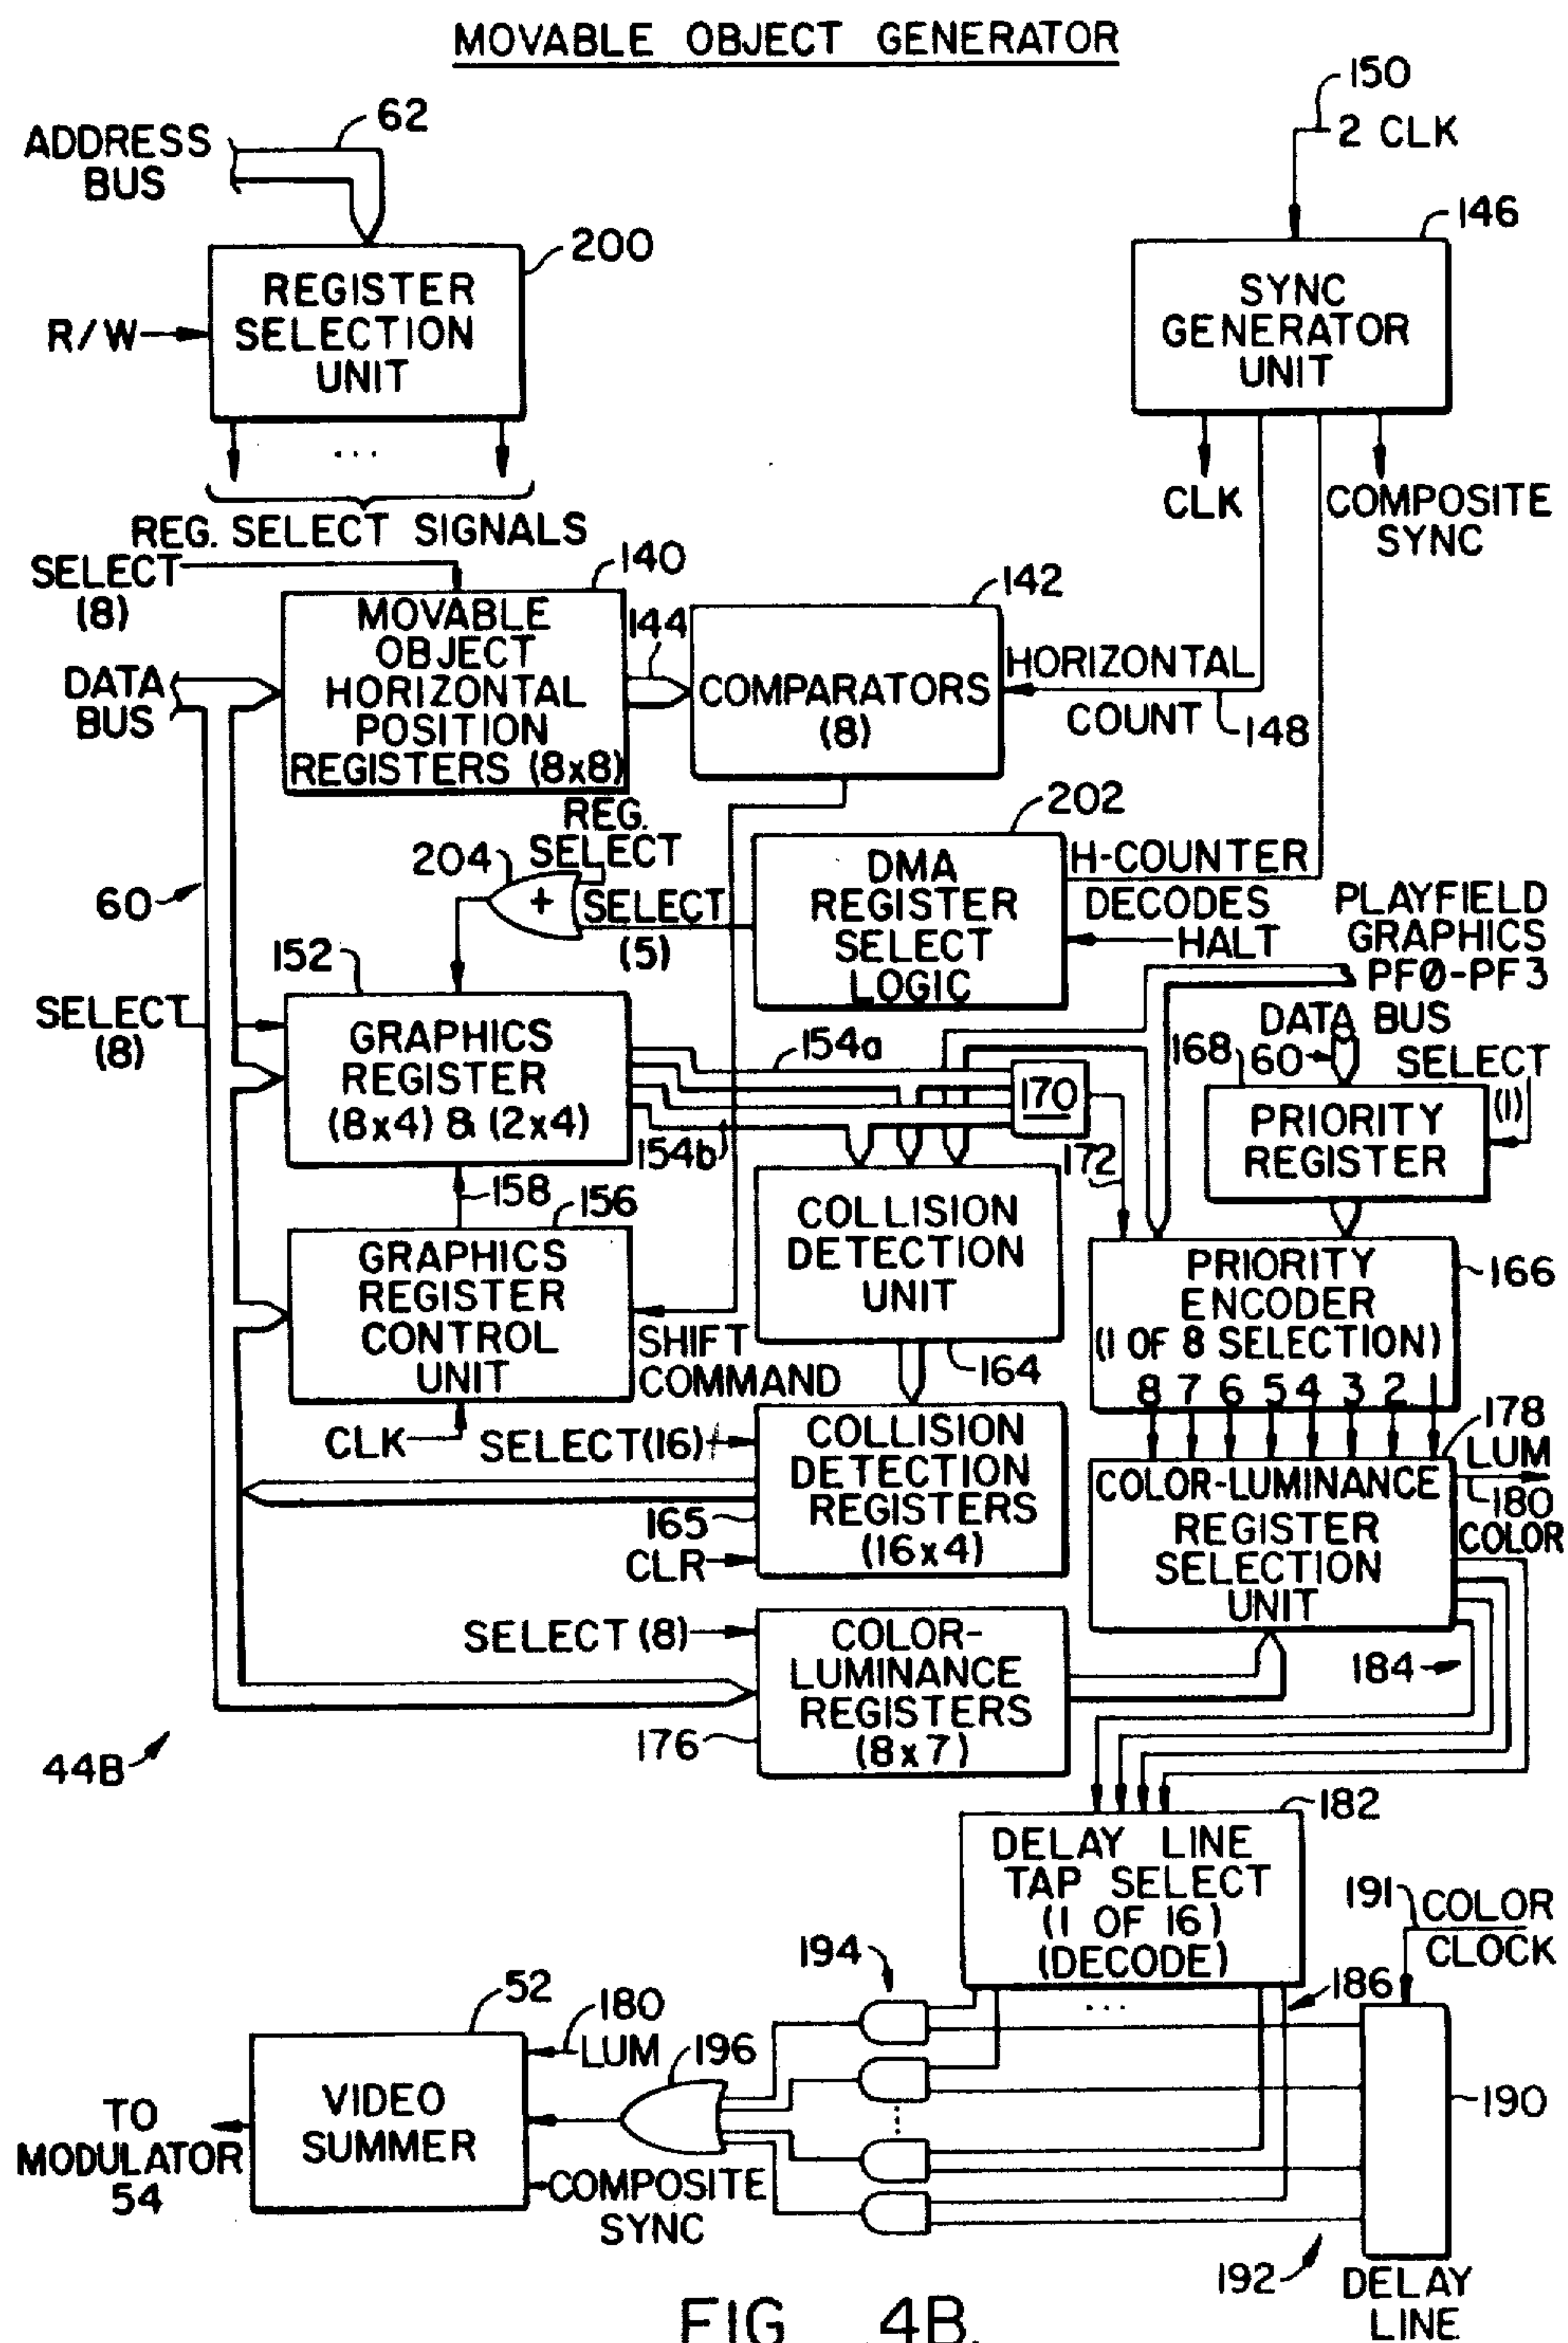 MOVABLE OBJECT GENERATOR
150
2 CLK
ADDRESS
BUS
62
200
REGISTER
SELECTION
UNIT
R/W
...
REG. SELECT SIGNALS
146
SYNC
GENERATOR
UNIT
CLK
COMPOSITE
SYNC
SELECT
(8)
140
MOVABLE
OBJECT
HORIZONTAL
POSITION
REGISTERS (8x8)
144
142
COMPARATORS
(8)
HORIZONTAL
COUNT
148
DATA
BUS
60
REG.
SELECT
204
+
SELECT
(5)
202
DMA
REGISTER
SELECT
LOGIC
H-COUNTER
DECODES
HALT
PLAYFIELD
GRAPHICS
PFØ-PF3
152
SELECT
(8)
GRAPHICS
REGISTER
(8x4) & (2x4)
154a
154b
170
172
DATA BUS
60
168
SELECT
(1)
PRIORITY
REGISTER
158
156
GRAPHICS
REGISTER
CONTROL
UNIT
SHIFT
COMMAND
CLK
COLLISION
DETECTION
UNIT
164
PRIORITY
ENCODER
(1 OF 8 SELECTION)
8 7 6 5 4 3 2 1
166
SELECT(16)
COLLISION
DETECTION
REGISTERS
(16x4)
165
CLR
178
LUM
180
COLOR
COLOR-LUMINANCE
REGISTER
SELECTION
UNIT
184
SELECT (8)
COLOR-
LUMINANCE
REGISTERS
(8x7)
176
44B
182
DELAY LINE
TAP SELECT
(1 OF 16)
(DECODE)
191
COLOR
CLOCK
194
...
186
52
180
LUM
196
VIDEO
SUMMER
TO
MODULATOR
54
COMPOSITE
SYNC
190
192
DELAY
LINE
FIG 4B.